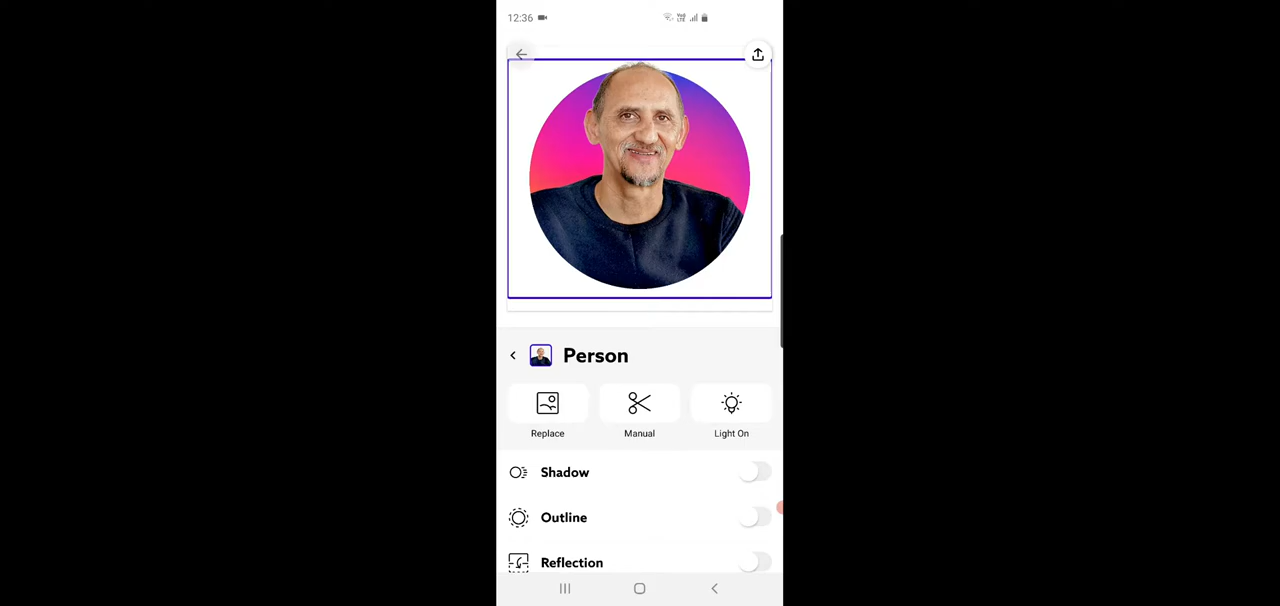 12:36
Person
Replace
Manual
Light On
Shadow
Outline
Reflection